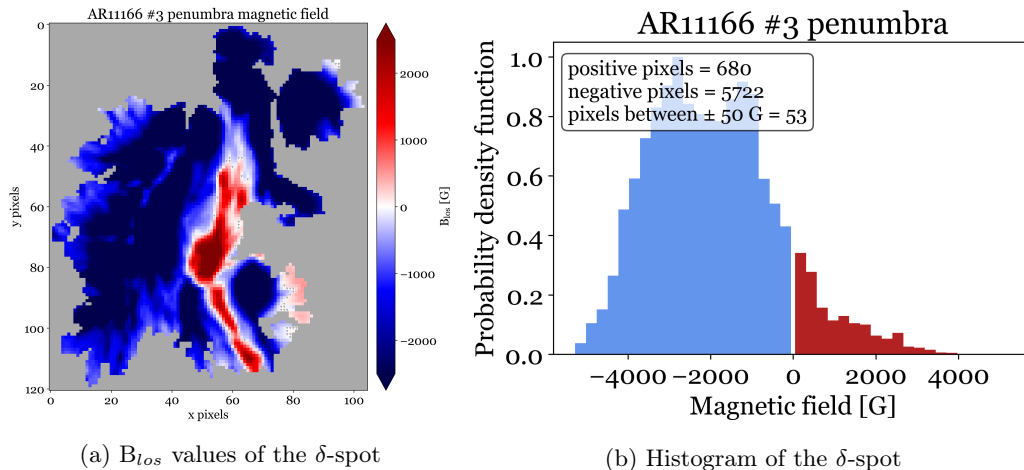 AR11166 #3 penumbra magnetic field
0
20
40
60
80
100
120
y pixels
0
20
40
60
80
100
x pixels
2000
1000
0
−1000
−2000
B_los [G]
(a) B_los values of the δ-spot
AR11166 #3 penumbra
positive pixels = 680
negative pixels = 5722
pixels between ± 50 G = 53
Probability density function
1.0
0.8
0.6
0.4
0.2
0.0
−4000 −2000 0 2000 4000
Magnetic field [G]
(b) Histogram of the δ-spot